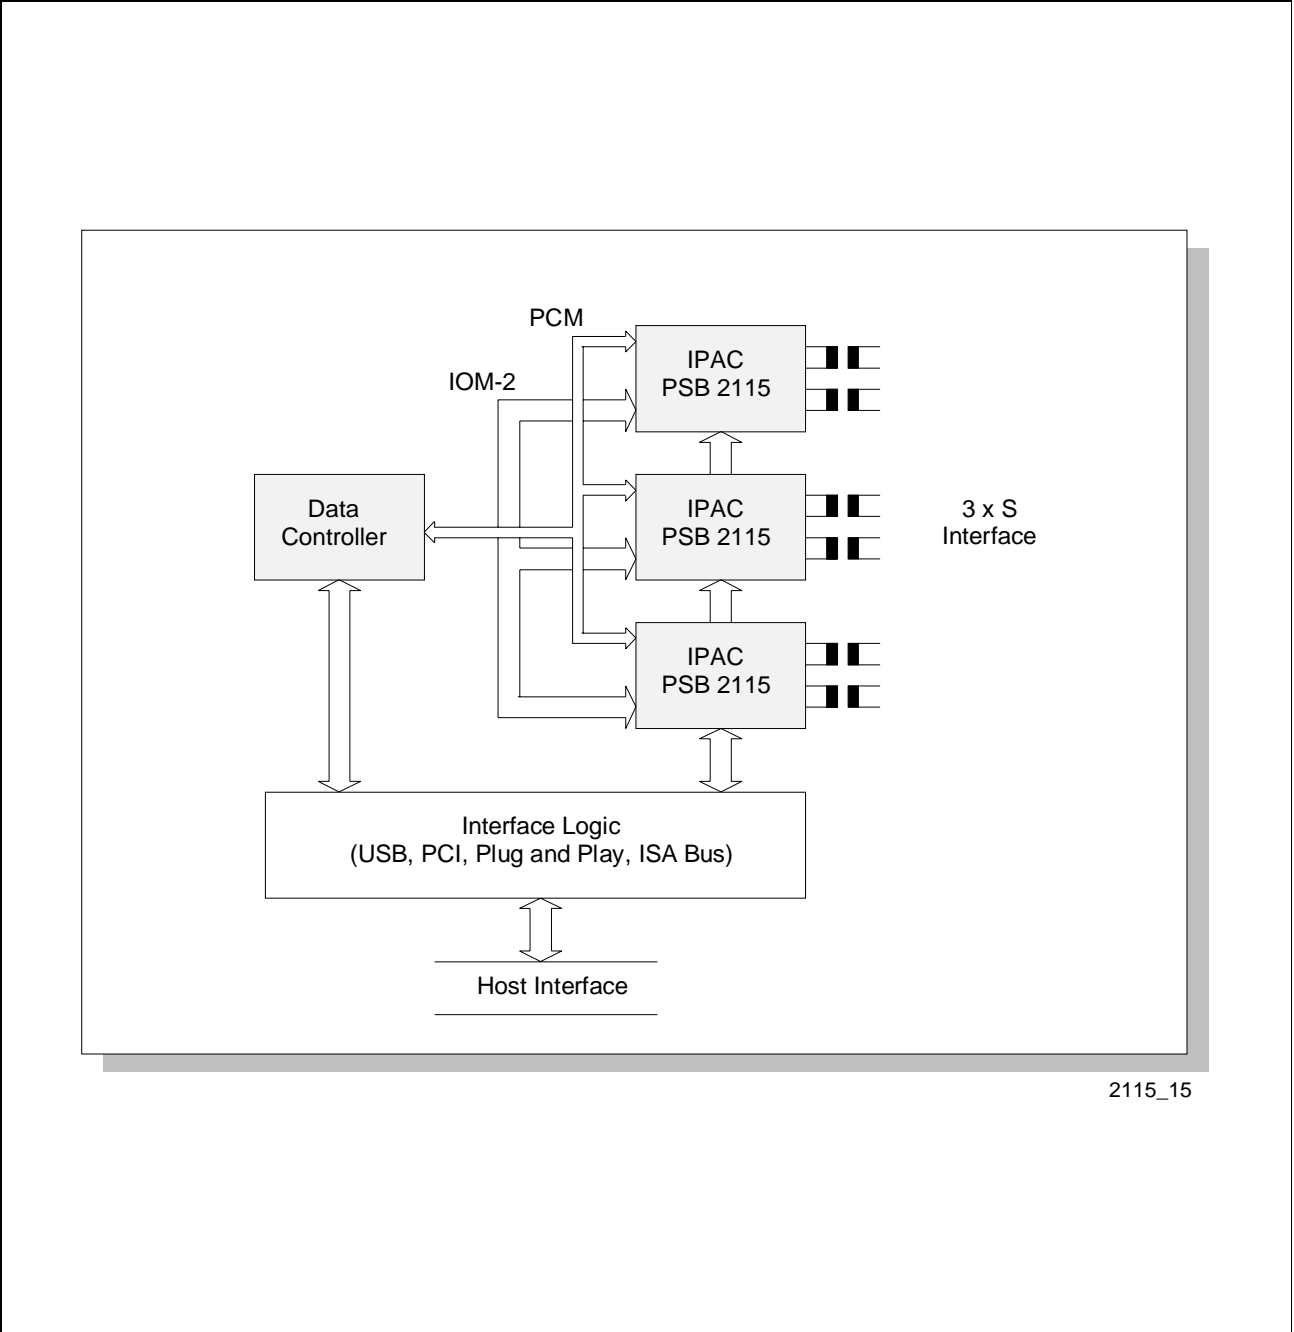 PCM
IPAC
PSB 2115
IOM-2
Data
Controller
IPAC
PSB 2115
3 x S
Interface
IPAC
PSB 2115
Interface Logic
(USB, PCI, Plug and Play, ISA Bus)
Host Interface
2115_15